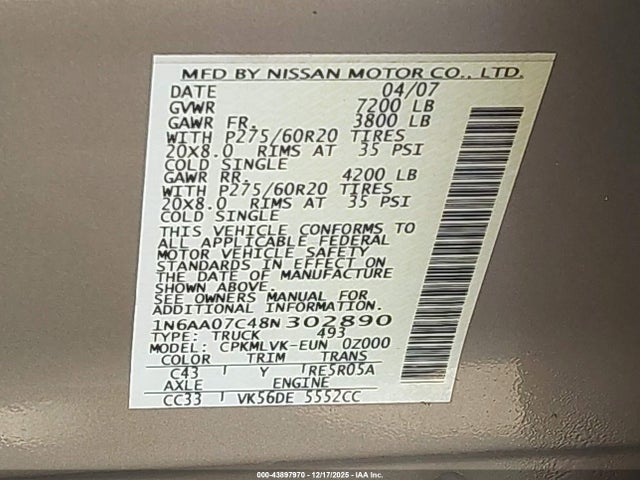 MFD BY NISSAN MOTOR CO., LTD.
DATE 04/07
GVWR 7200 LB
GAWR FR. 3800 LB
WITH P275/60R20 TIRES
20X8.0 RIMS AT 35 PSI
COLD SINGLE
GAWR RR. 4200 LB
WITH P275/60R20 TIRES
20X8.0 RIMS AT 35 PSI
COLD SINGLE
THIS VEHICLE CONFORMS TO
ALL APPLICABLE FEDERAL
MOTOR VEHICLE SAFETY
STANDARDS IN EFFECT ON
THE DATE OF MANUFACTURE
SHOWN ABOVE.
SEE OWNERS MANUAL FOR
ADDITIONAL INFORMATION.
1N6AA07C48N302890
TYPE: TRUCK 493
MODEL: CPKMLVK-EUN 0Z000
COLOR TRIM TRANS
C43 Y RE5R05A
AXLE ENGINE
CC33 VK56DE 5552CC
000-43897970 - 12/17/2025 - IAA Inc.